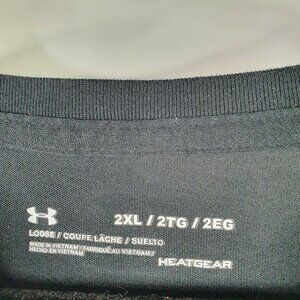 2XL / 2TG / 2EG
LOOSE / COUPE LÂCHE / SUELTO
MADE IN VIETNAM / FABRIQUÉ AU VIETNAM /
HECHO EN VIETNAM
HEATGEAR